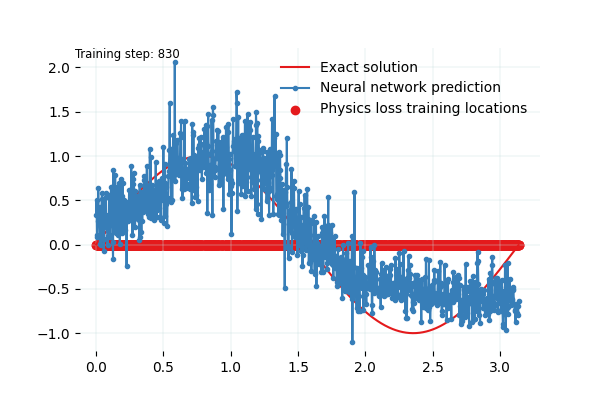 Training step: 830
Exact solution
Neural network prediction
Physics loss training locations
2.0
1.5
1.0
0.5
0.0
−0.5
−1.0
0.0 0.5 1.0 1.5 2.0 2.5 3.0